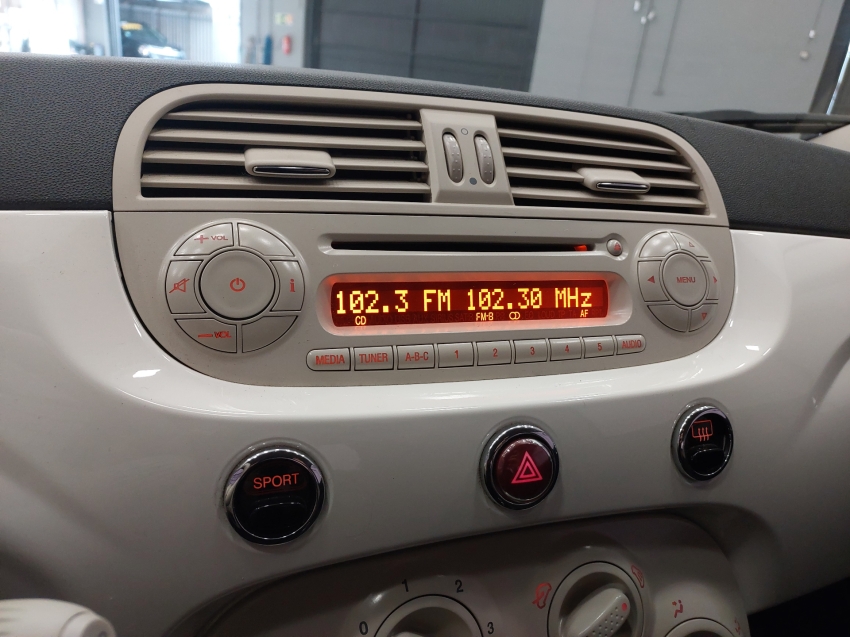 VOL
i
MENU
VOL
102.3 FM 102.30 MHz
CD FM-B AF
MEDIA TUNER A-B-C 1 2 3 4 5 AUDIO
SPORT
0 1 2 3